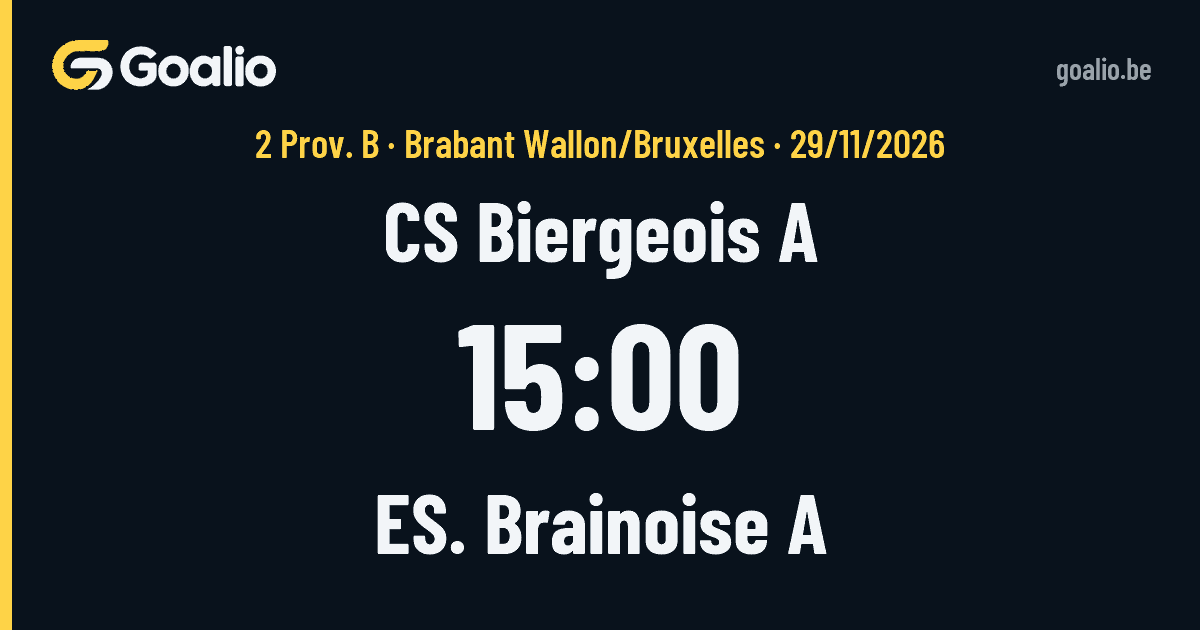 Goalio
goalio.be
2 Prov. B · Brabant Wallon/Bruxelles · 29/11/2026
CS Biergeois A
15:00
ES. Brainoise A